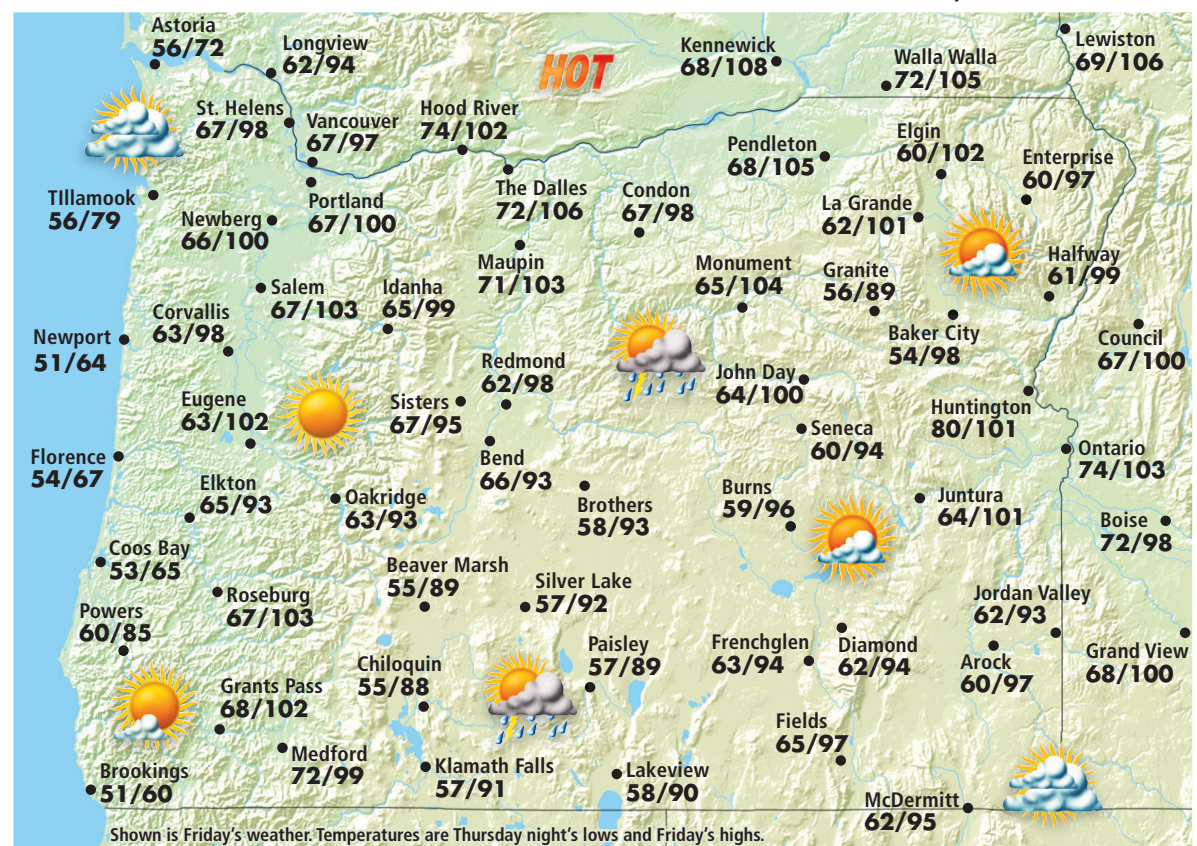 Astoria
56/72
Longview
62/94
HOT
Kennewick
68/108
Walla Walla
72/105
Lewiston
69/106
St. Helens
67/98
Vancouver
67/97
Hood River
74/102
Pendleton
68/105
Elgin
60/102
Enterprise
60/97
TIllamook
56/79
Newberg
66/100
Portland
67/100
The Dalles
72/106
Condon
67/98
La Grande
62/101
Maupin
71/103
Monument
65/104
Granite
56/89
Halfway
61/99
Salem
67/103
Idanha
65/99
Corvallis
63/98
Newport
51/64
Baker City
54/98
Council
67/100
Redmond
62/98
John Day
64/100
Eugene
63/102
Sisters
67/95
Huntington
80/101
Seneca
60/94
Florence
54/67
Bend
66/93
Ontario
74/103
Elkton
65/93
Oakridge
63/93
Brothers
58/93
Burns
59/96
Juntura
64/101
Boise
72/98
Coos Bay
53/65
Beaver Marsh
55/89
Silver Lake
57/92
Roseburg
67/103
Powers
60/85
Jordan Valley
62/93
Paisley
57/89
Frenchglen
63/94
Diamond
62/94
Arock
60/97
Grand View
68/100
Chiloquin
55/88
Grants Pass
68/102
Fields
65/97
Medford
72/99
Klamath Falls
57/91
Lakeview
58/90
Brookings
51/60
McDermitt
62/95
Shown is Friday's weather. Temperatures are Thursday night's lows and Friday's highs.